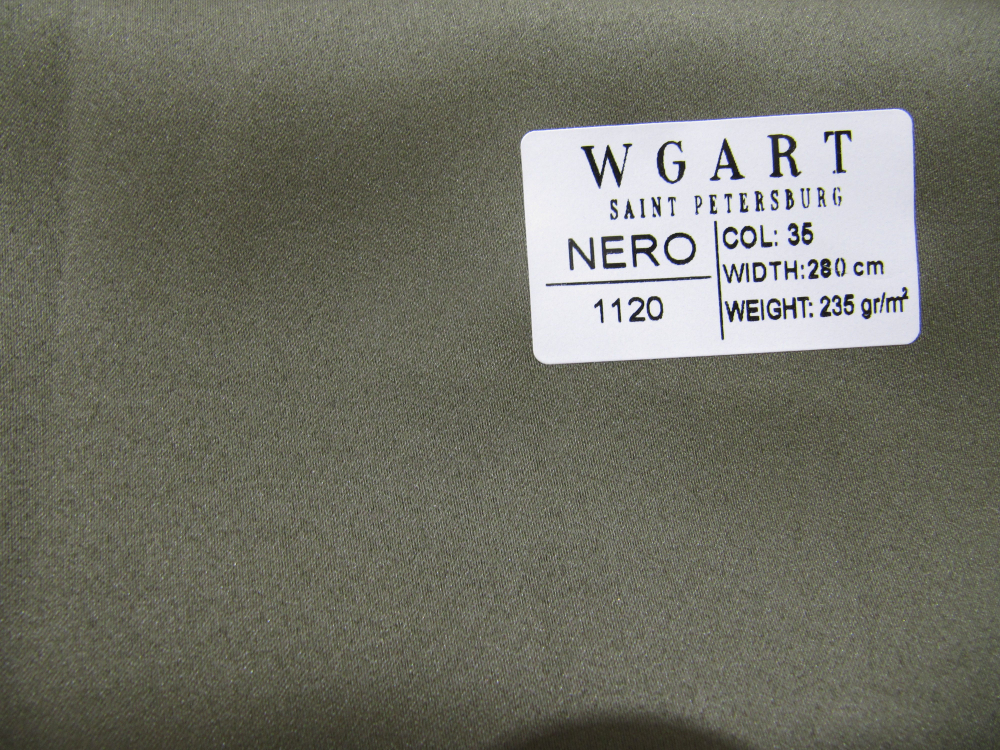 WGART
SAINT PETERSBURG
NERO
1120
COL: 35
WIDTH:280 cm
WEIGHT: 235 gr/m²